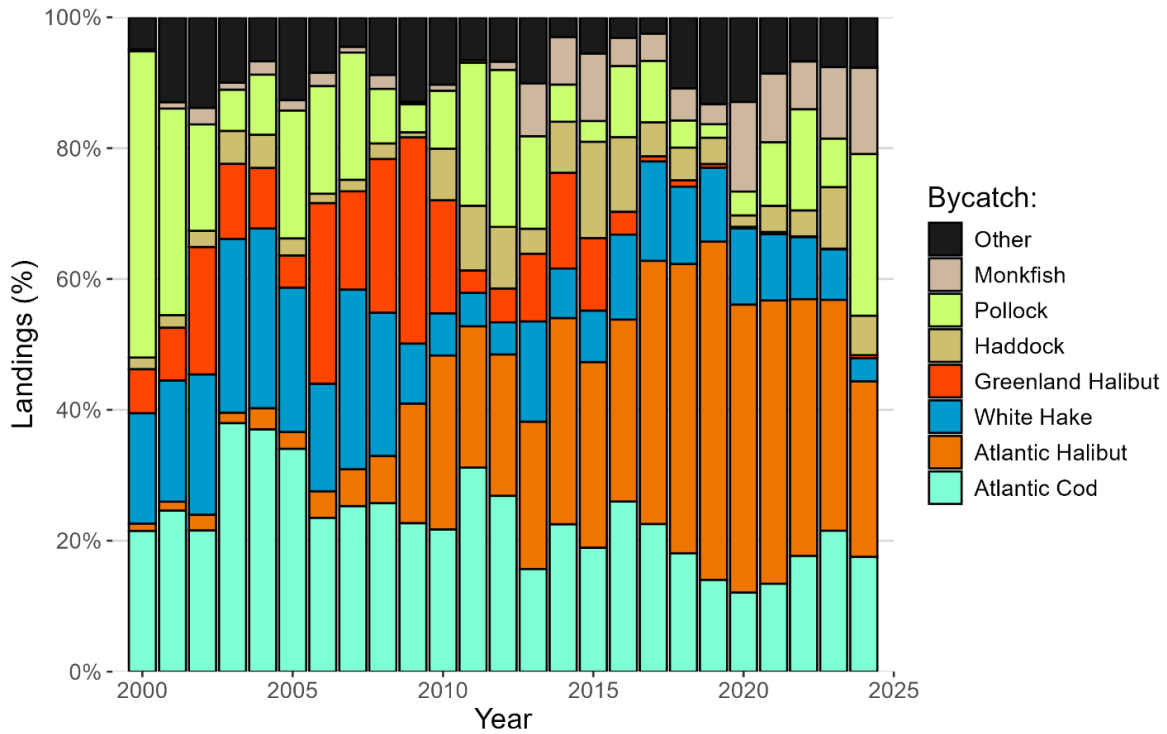 100%
80%
60%
40%
20%
0%
Landings (%)
2000
2005
2010
2015
2020
2025
Year
Bycatch:
Other
Monkfish
Pollock
Haddock
Greenland Halibut
White Hake
Atlantic Halibut
Atlantic Cod